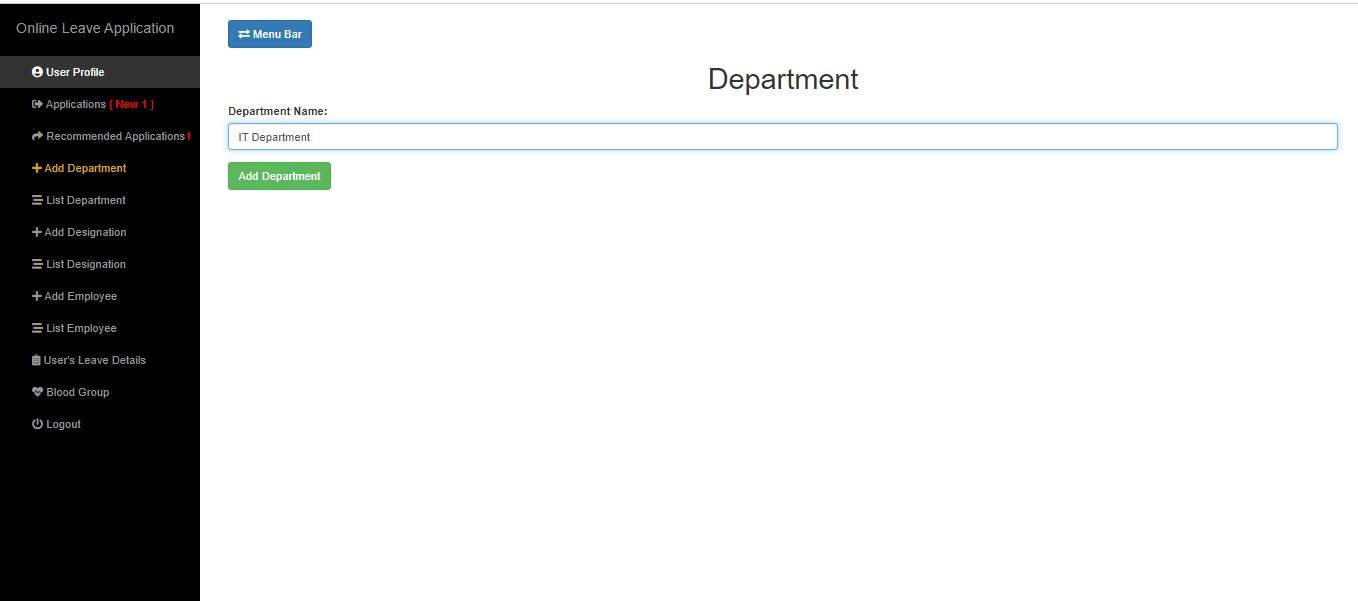 Online Leave Application
User Profile
Applications [ New 1 ]
Recommended Applications1
Add Department
List Department
Add Designation
List Designation
Add Employee
List Employee
User's Leave Details
Blood Group
Logout
Menu Bar
Department
Department Name:
IT Department
Add Department